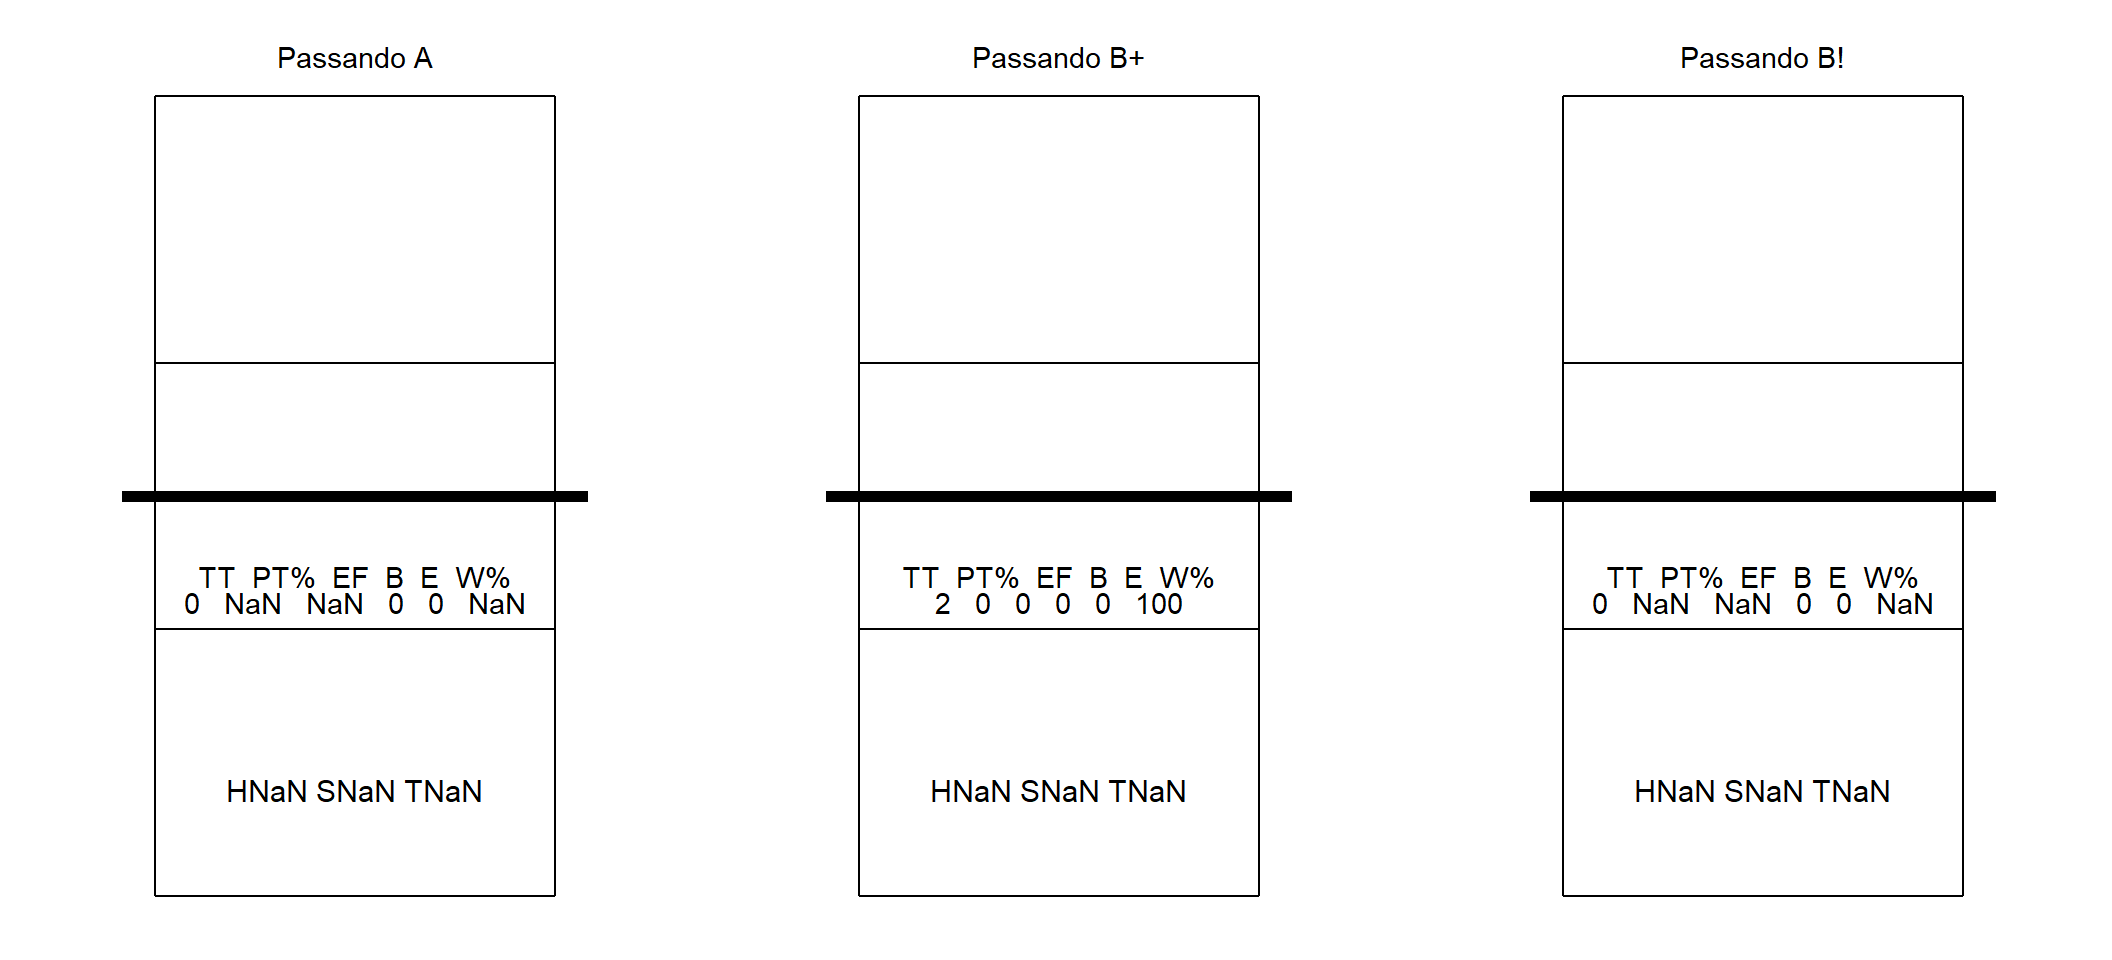 Passando A
TT PT% EF B E W%
0 NaN NaN 0 0 NaN
HNaN SNaN TNaN
Passando B+
TT PT% EF B E W%
2 0 0 0 0 100
HNaN SNaN TNaN
Passando B!
TT PT% EF B E W%
0 NaN NaN 0 0 NaN
HNaN SNaN TNaN